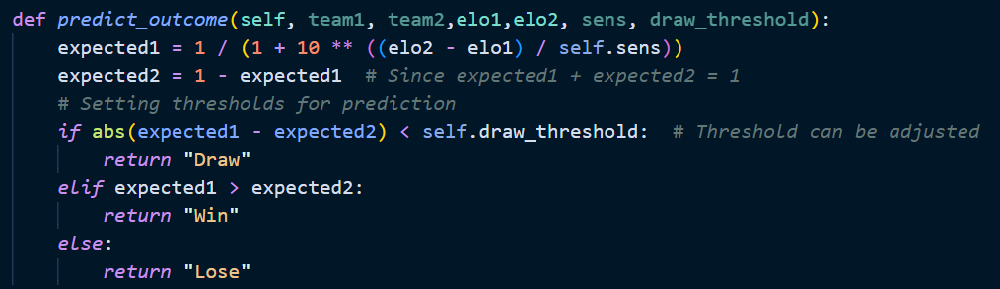 def predict_outcome(self, team1, team2,elo1,elo2, sens, draw_threshold):
    expected1 = 1 / (1 + 10 ** ((elo2 - elo1) / self.sens))
    expected2 = 1 - expected1  # Since expected1 + expected2 = 1
    # Setting thresholds for prediction
    if abs(expected1 - expected2) < self.draw_threshold:  # Threshold can be adjusted
        return "Draw"
    elif expected1 > expected2:
        return "Win"
    else:
        return "Lose"